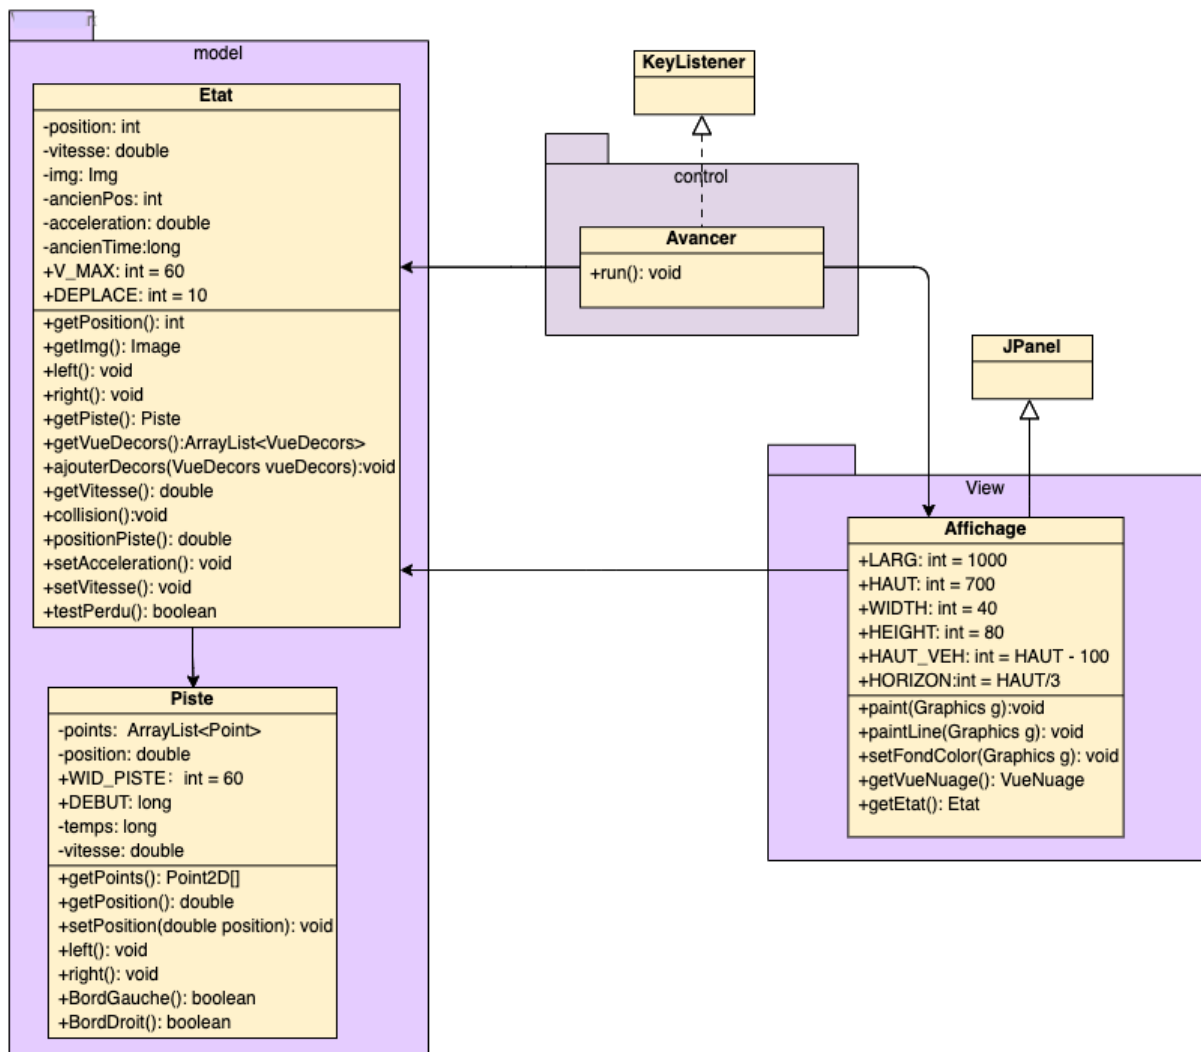 model
Etat
-position: int
-vitesse: double
-img: Img
-ancienPos: int
-acceleration: double
-ancienTime:long
+V_MAX: int = 60
+DEPLACE: int = 10
+getPosition(): int
+getImg(): Image
+left(): void
+right(): void
+getPiste(): Piste
+getVueDecors():ArrayList<VueDecors>
+ajouterDecors(VueDecors vueDecors):void
+getVitesse(): double
+collision():void
+positionPiste(): double
+setAcceleration(): void
+setVitesse(): void
+testPerdu(): boolean
Piste
-points: ArrayList<Point>
-position: double
+WID_PISTE: int = 60
+DEBUT: long
-temps: long
-vitesse: double
+getPoints(): Point2D[]
+getPosition(): double
+setPosition(double position): void
+left(): void
+right(): void
+BordGauche(): boolean
+BordDroit(): boolean
KeyListener
control
Avancer
+run(): void
JPanel
View
Affichage
+LARG: int = 1000
+HAUT: int = 700
+WIDTH: int = 40
+HEIGHT: int = 80
+HAUT_VEH: int = HAUT - 100
+HORIZON:int = HAUT/3
+paint(Graphics g):void
+paintLine(Graphics g): void
+setFondColor(Graphics g): void
+getVueNuage(): VueNuage
+getEtat(): Etat